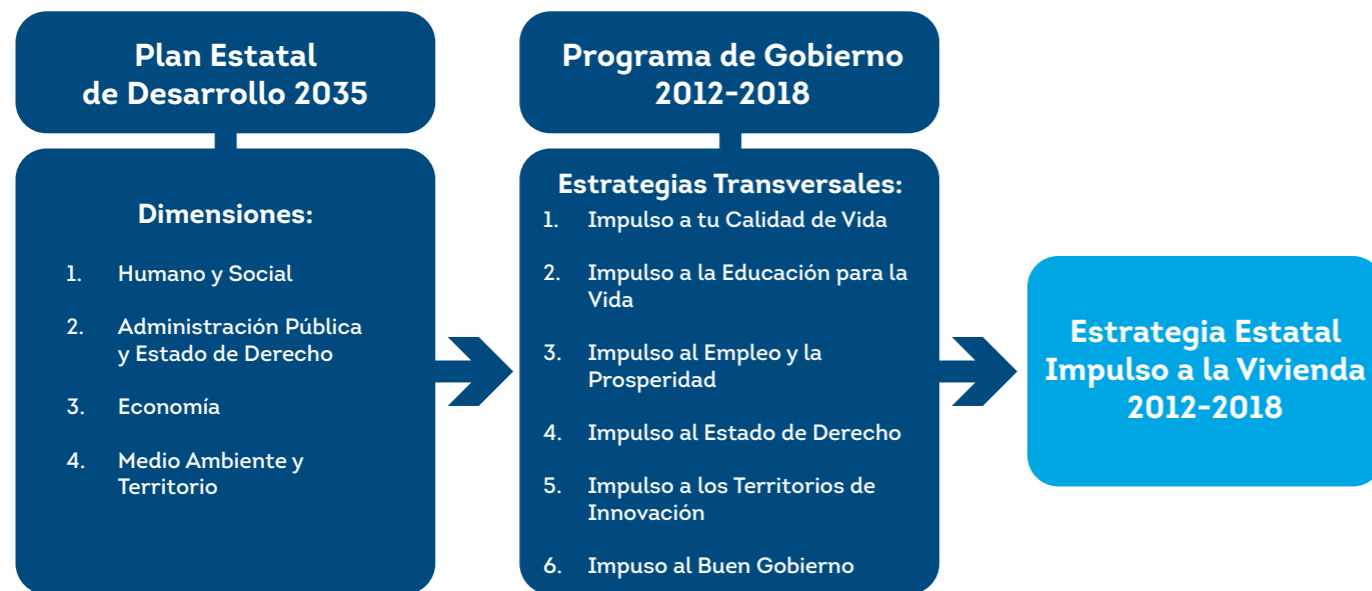 Plan Estatal
de Desarrollo 2035
Dimensiones:
1. Humano y Social
2. Administración Pública
y Estado de Derecho
3. Economía
4. Medio Ambiente y
Territorio
Programa de Gobierno
2012-2018
Estrategias Transversales:
1. Impulso a tu Calidad de Vida
2. Impulso a la Educación para la
Vida
3. Impulso al Empleo y la
Prosperidad
4. Impulso al Estado de Derecho
5. Impulso a los Territorios de
Innovación
6. Impuso al Buen Gobierno
Estrategia Estatal
Impulso a la Vivienda
2012-2018